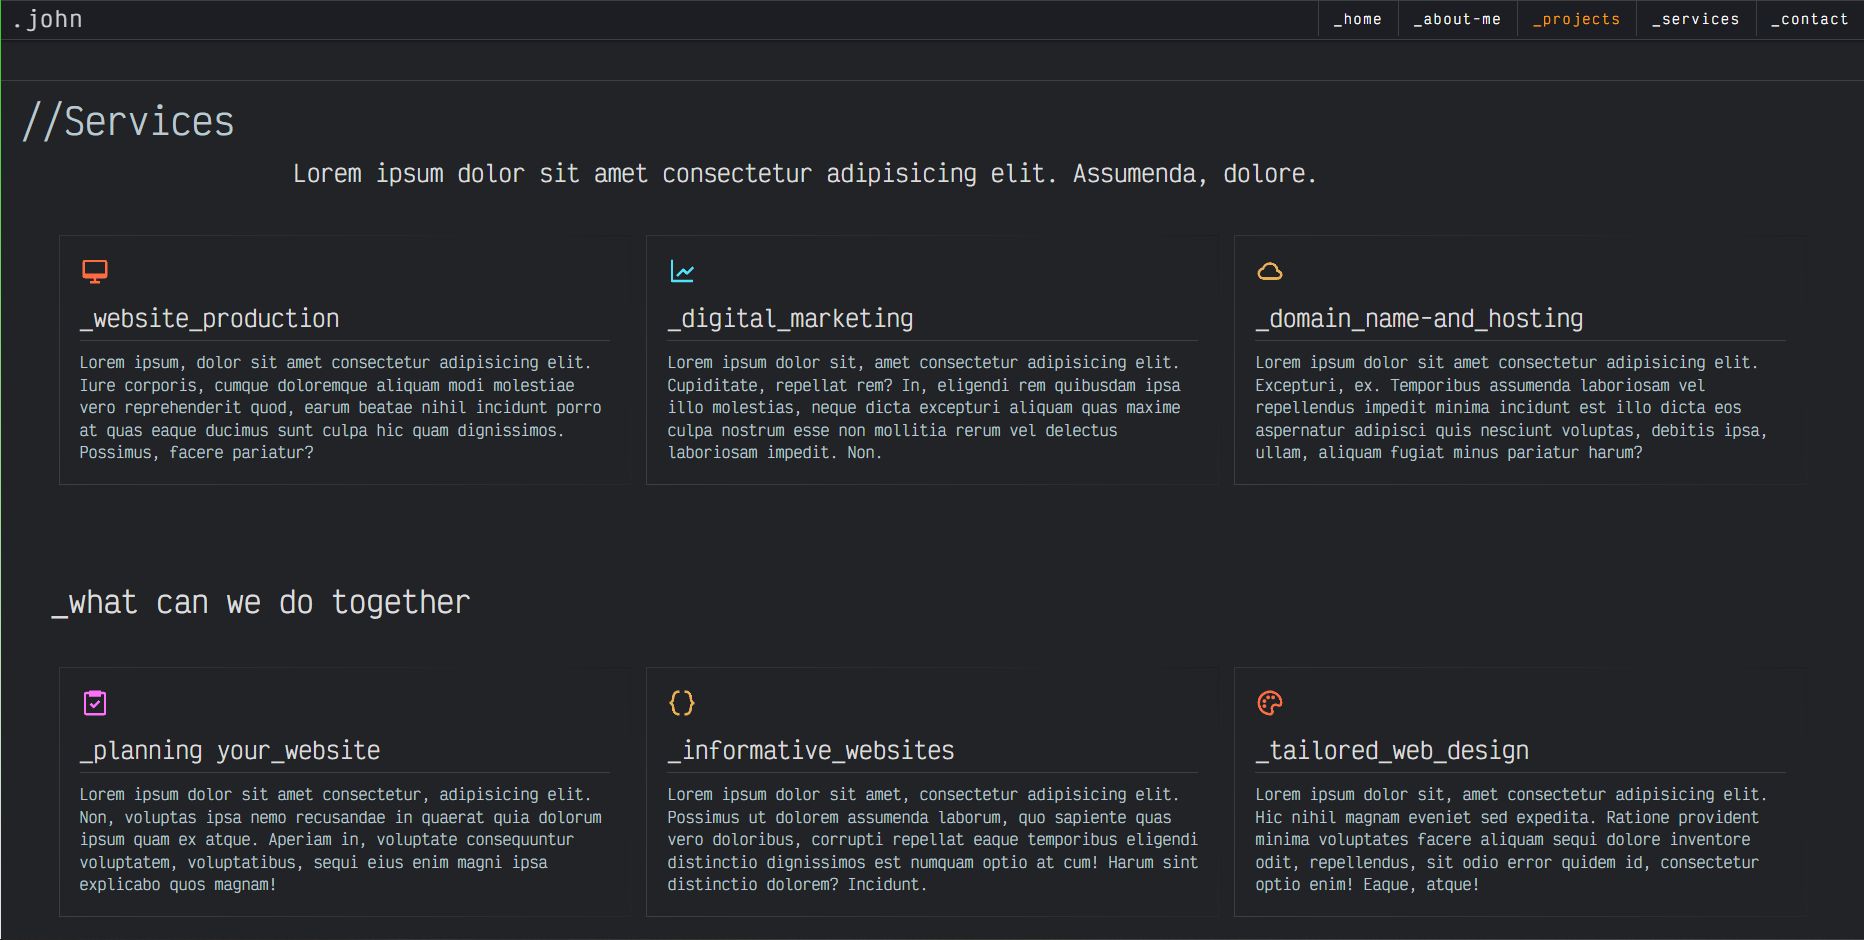 .john
_home
_about-me
_projects
_services
_contact
//Services
Lorem ipsum dolor sit amet consectetur adipisicing elit. Assumenda, dolore.
_website_production
Lorem ipsum, dolor sit amet consectetur adipisicing elit.
Iure corporis, cumque doloremque aliquam modi molestiae
vero reprehenderit quod, earum beatae nihil incidunt porro
at quas eaque ducimus sunt culpa hic quam dignissimos.
Possimus, facere pariatur?
_digital_marketing
Lorem ipsum dolor sit, amet consectetur adipisicing elit.
Cupiditate, repellat rem? In, eligendi rem quibusdam ipsa
illo molestias, neque dicta excepturi aliquam quas maxime
culpa nostrum esse non mollitia rerum vel delectus
laboriosam impedit. Non.
_domain_name-and_hosting
Lorem ipsum dolor sit amet consectetur adipisicing elit.
Excepturi, ex. Temporibus assumenda laboriosam vel
repellendus impedit minima incidunt est illo dicta eos
aspernatur adipisci quis nesciunt voluptas, debitis ipsa,
ullam, aliquam fugiat minus pariatur harum?
_what can we do together
_planning your_website
Lorem ipsum dolor sit amet consectetur, adipisicing elit.
Non, voluptas ipsa nemo recusandae in quaerat quia dolorum
ipsum quam ex atque. Aperiam in, voluptate consequuntur
voluptatem, voluptatibus, sequi eius enim magni ipsa
explicabo quos magnam!
_informative_websites
Lorem ipsum dolor sit amet, consectetur adipisicing elit.
Possimus ut dolorem assumenda laborum, quo sapiente quas
vero doloribus, corrupti repellat eaque temporibus eligendi
distinctio dignissimos est numquam optio at cum! Harum sint
distinctio dolorem? Incidunt.
_tailored_web_design
Lorem ipsum dolor sit, amet consectetur adipisicing elit.
Hic nihil magnam eveniet sed expedita. Ratione provident
minima voluptates facere aliquam sequi dolore inventore
odit, repellendus, sit odio error quidem id, consectetur
optio enim! Eaque, atque!